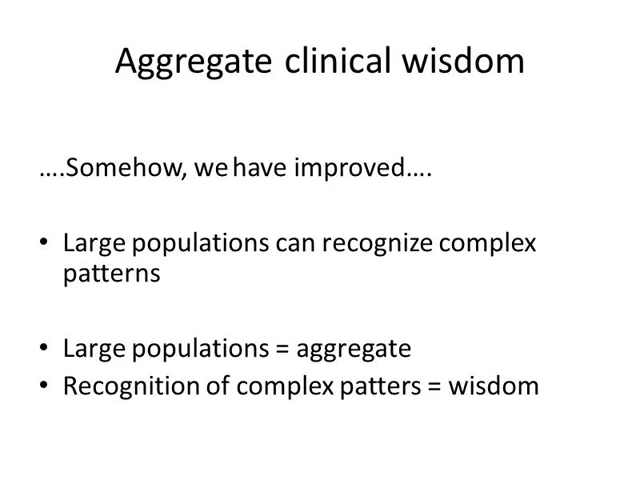 Aggregate clinical wisdom
....Somehow, we have improved....
• Large populations can recognize complex
patterns
• Large populations = aggregate
• Recognition of complex patters = wisdom